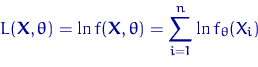 L(X, θ) = ln f(X, θ) = ∑_{i=1}^{n} ln f_θ(X_i)